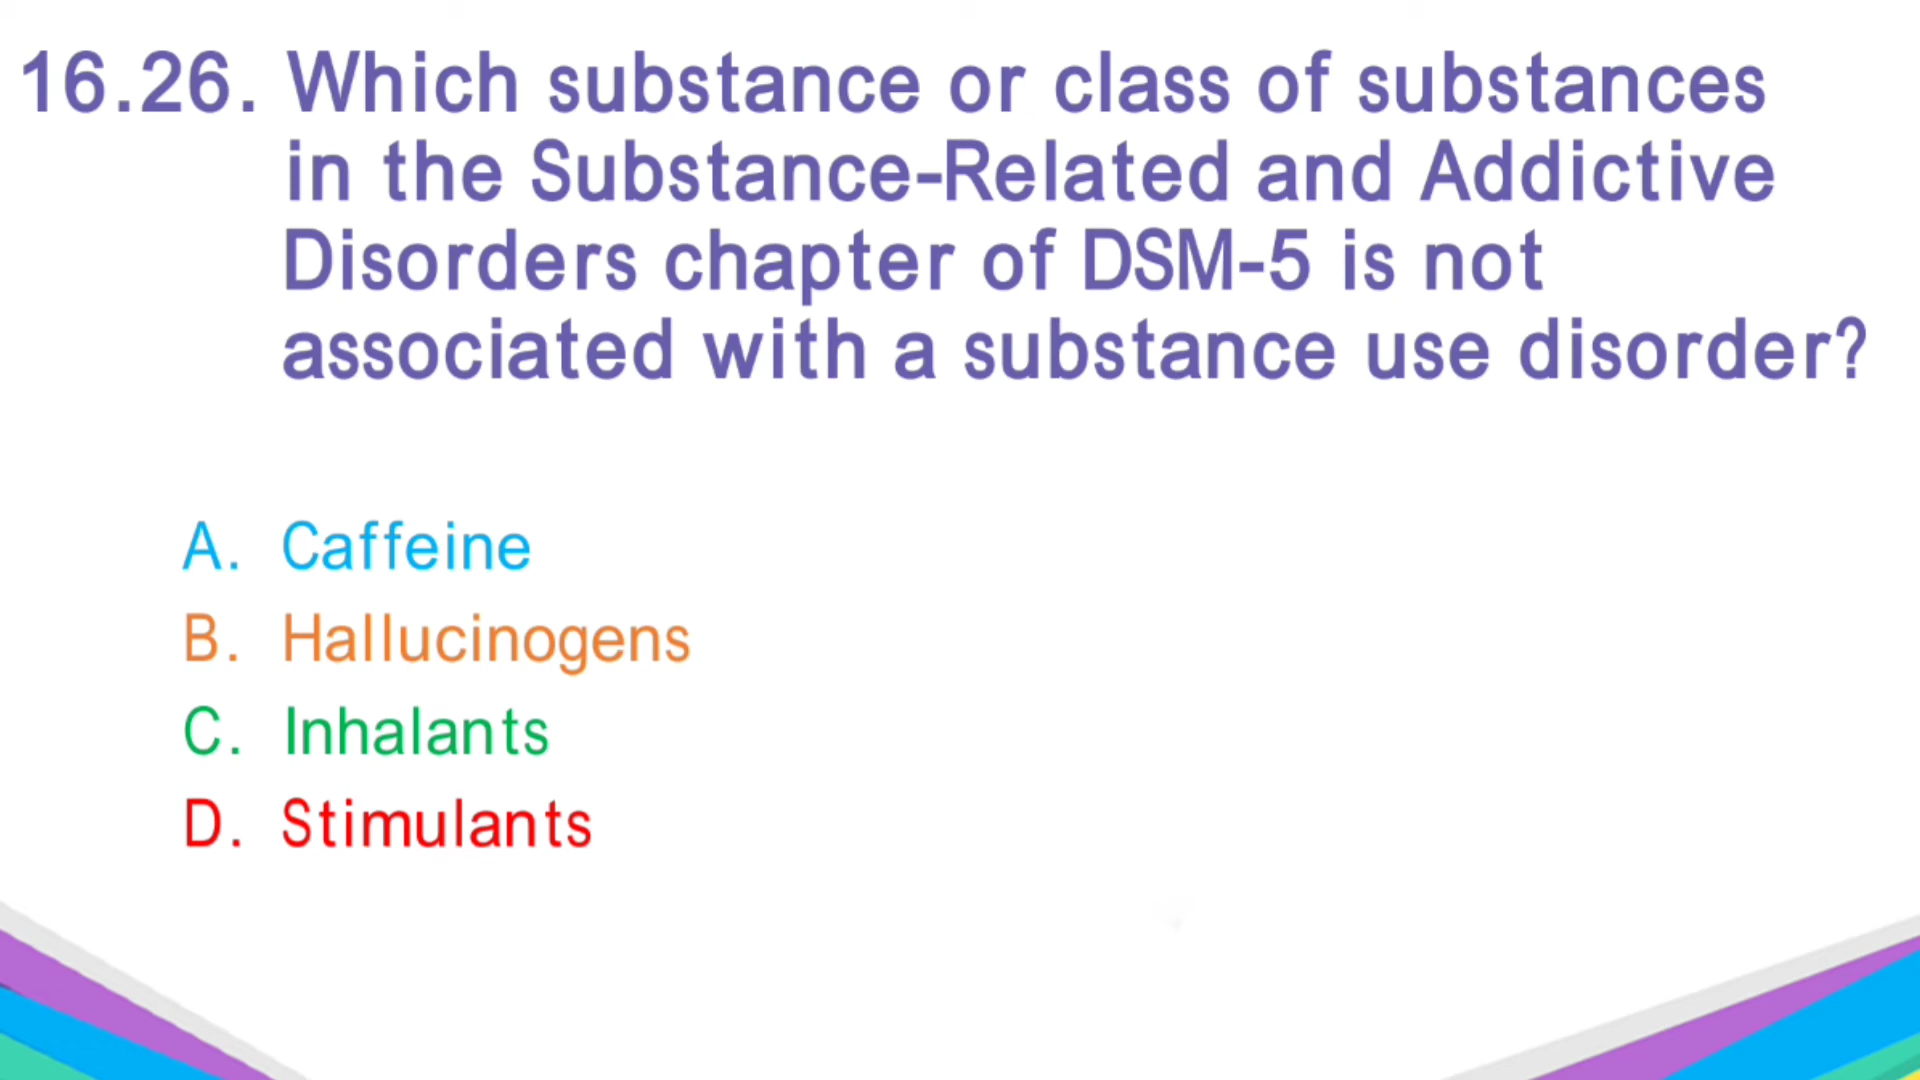 16.26. Which substance or class of substances
in the Substance-Related and Addictive
Disorders chapter of DSM-5 is not
associated with a substance use disorder?
A. Caffeine
B. Hallucinogens
C. Inhalants
D. Stimulants